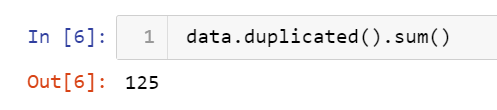 In [6]: 1 data.duplicated().sum()
Out[6]: 125